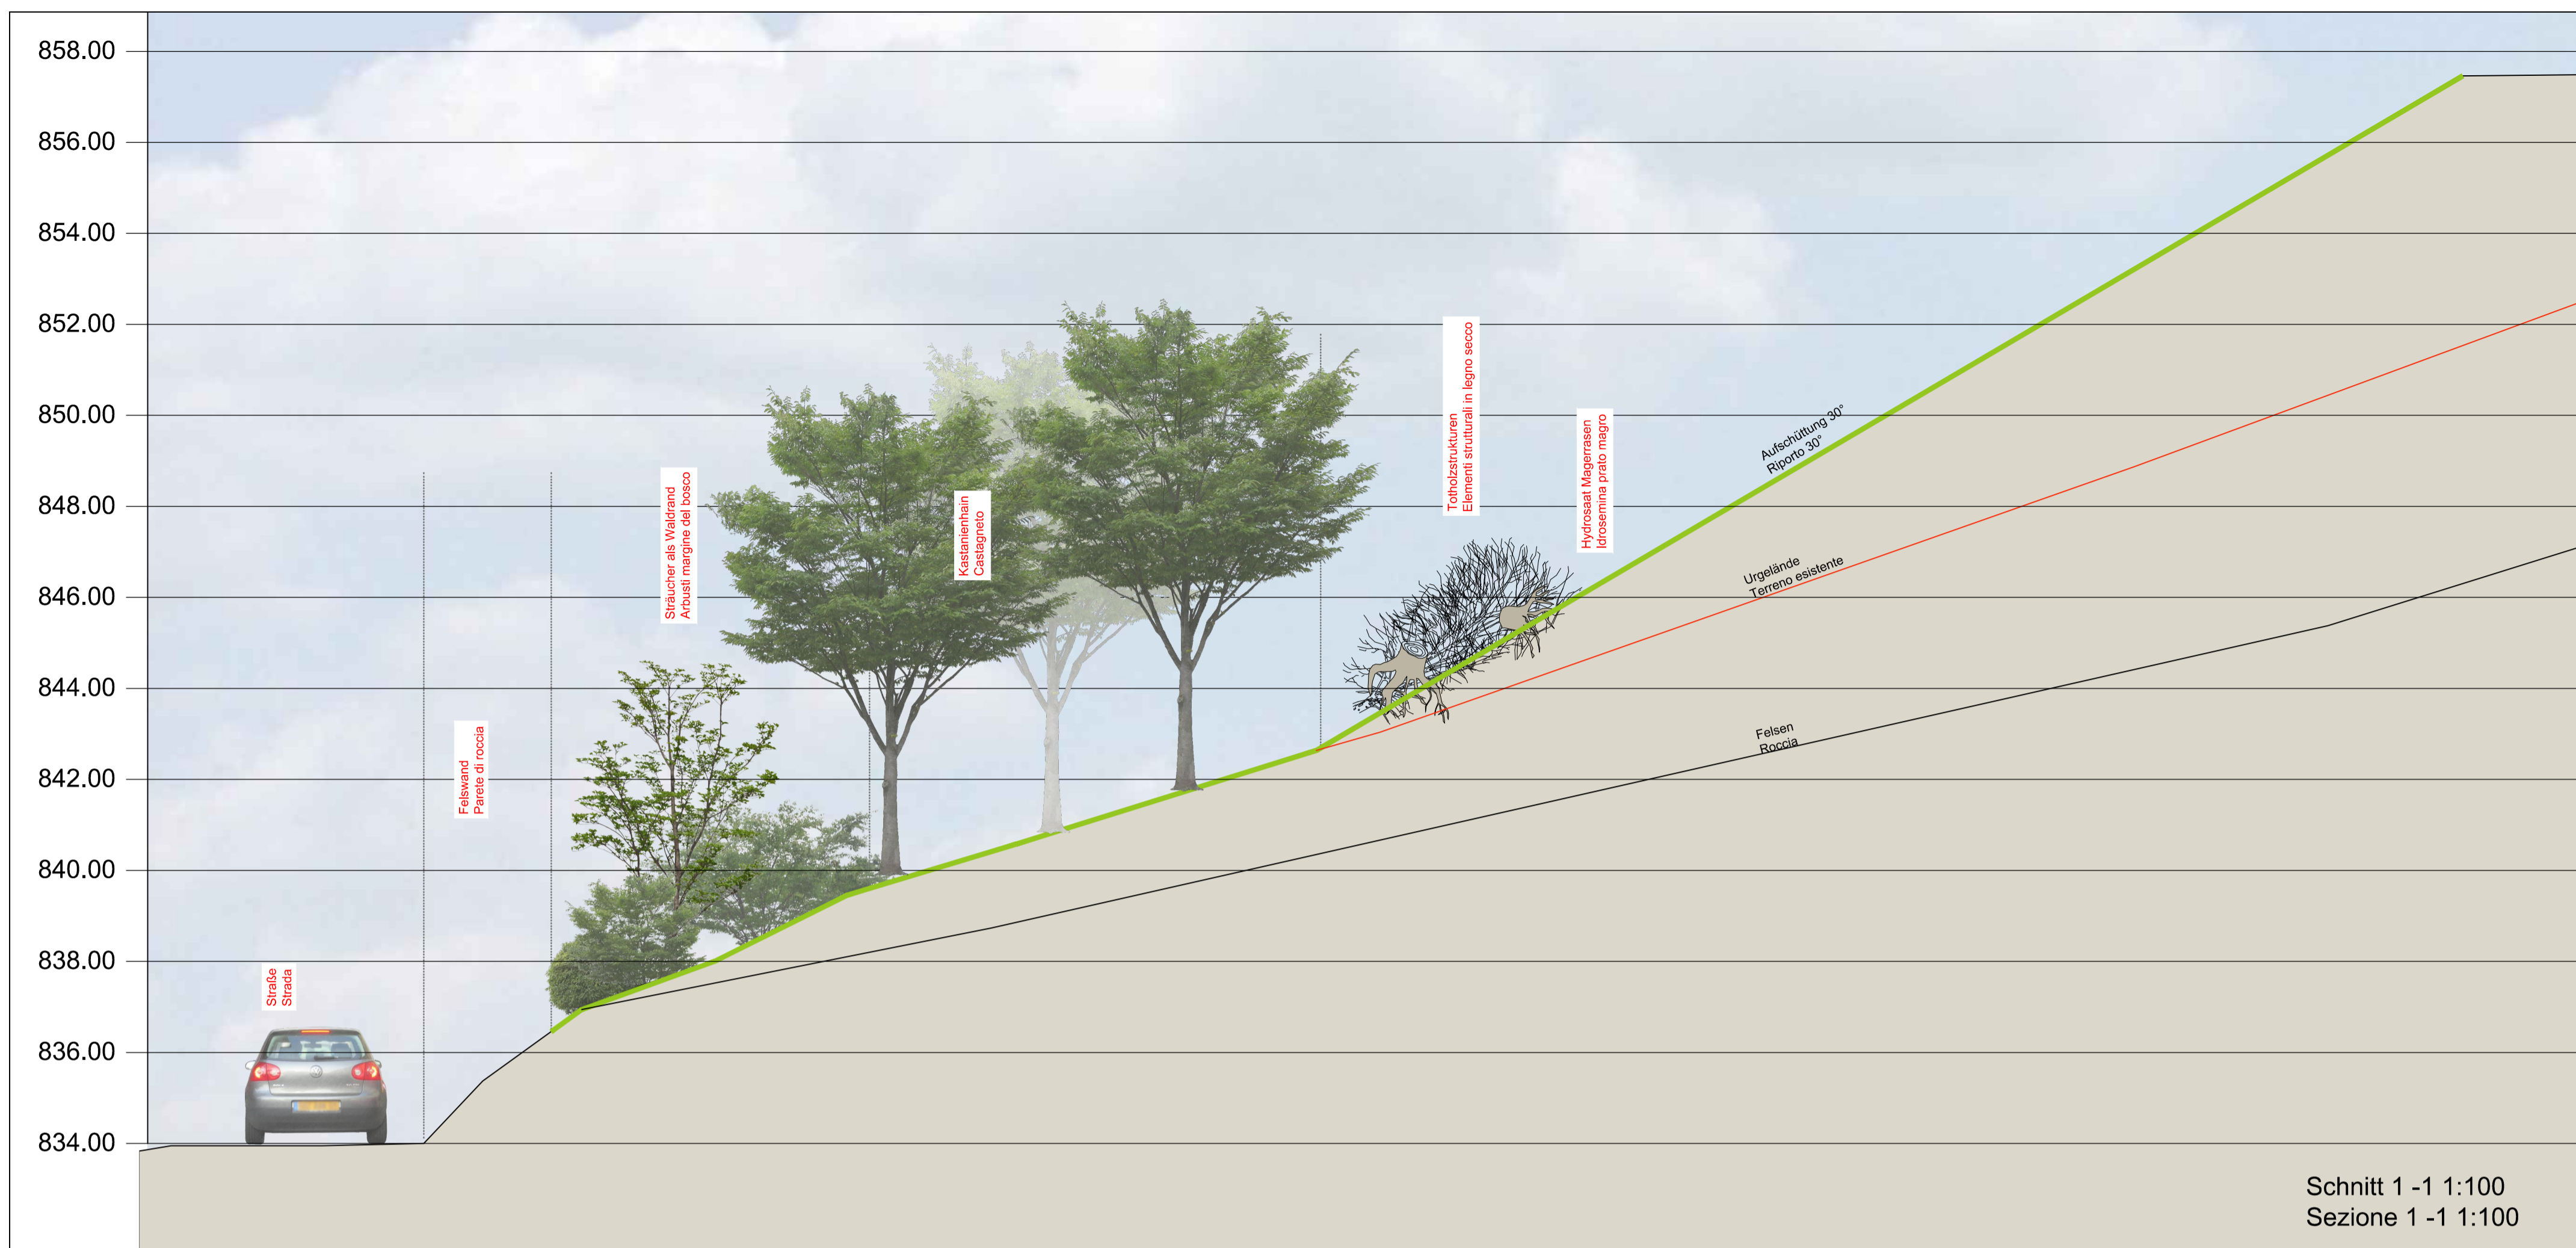 858.00
856.00
854.00
852.00
850.00
848.00
846.00
844.00
842.00
840.00
838.00
836.00
834.00
Straße
Strada
Felswand
Parete di roccia
Sträucher als Waldrand
Arbusti margine del bosco
Kastanienhain
Castagneto
Totholzstrukturen
Elementi strutturali in legno secco
Hydrosaat Magerrasen
Idrosemina prato magro
Aufschüttung 30°
Riporto 30°
Urgelände
Terreno esistente
Felsen
Roccia
Schnitt 1 -1 1:100
Sezione 1 -1 1:100